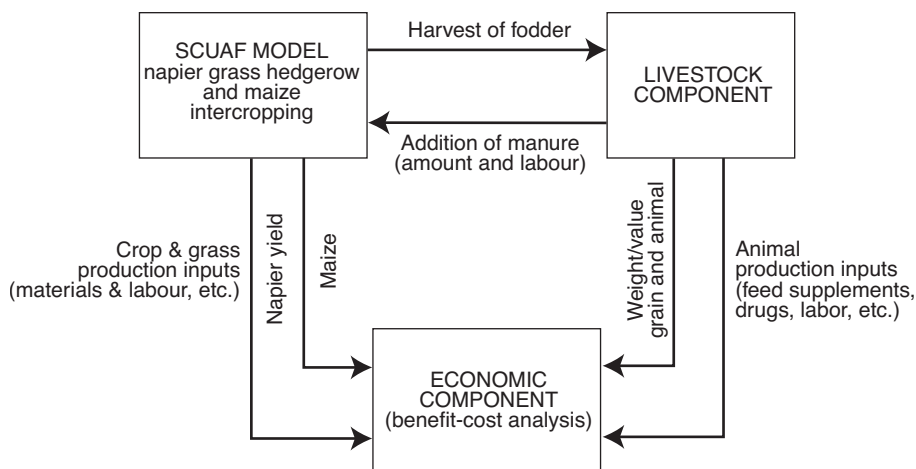 SCUAF MODEL
napier grass hedgerow
and maize
intercropping
Harvest of fodder
LIVESTOCK
COMPONENT
Addition of manure
(amount and labour)
Crop & grass
production inputs
(materials & labour, etc.)
Napier yield
Maize
Weight/value
grain and animal
Animal
production inputs
(feed supplements,
drugs, labor, etc.)
ECONOMIC
COMPONENT
(benefit-cost analysis)